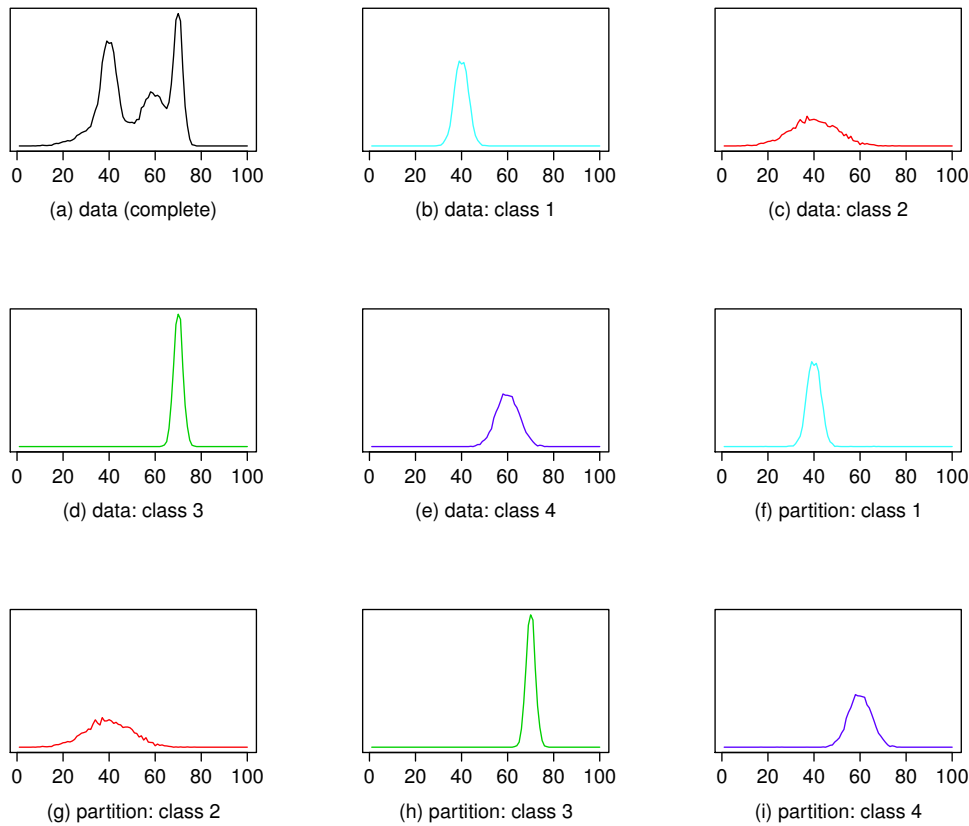 0 20 40 60 80 100
(a) data (complete)
0 20 40 60 80 100
(b) data: class 1
0 20 40 60 80 100
(c) data: class 2
0 20 40 60 80 100
(d) data: class 3
0 20 40 60 80 100
(e) data: class 4
0 20 40 60 80 100
(f) partition: class 1
0 20 40 60 80 100
(g) partition: class 2
0 20 40 60 80 100
(h) partition: class 3
0 20 40 60 80 100
(i) partition: class 4